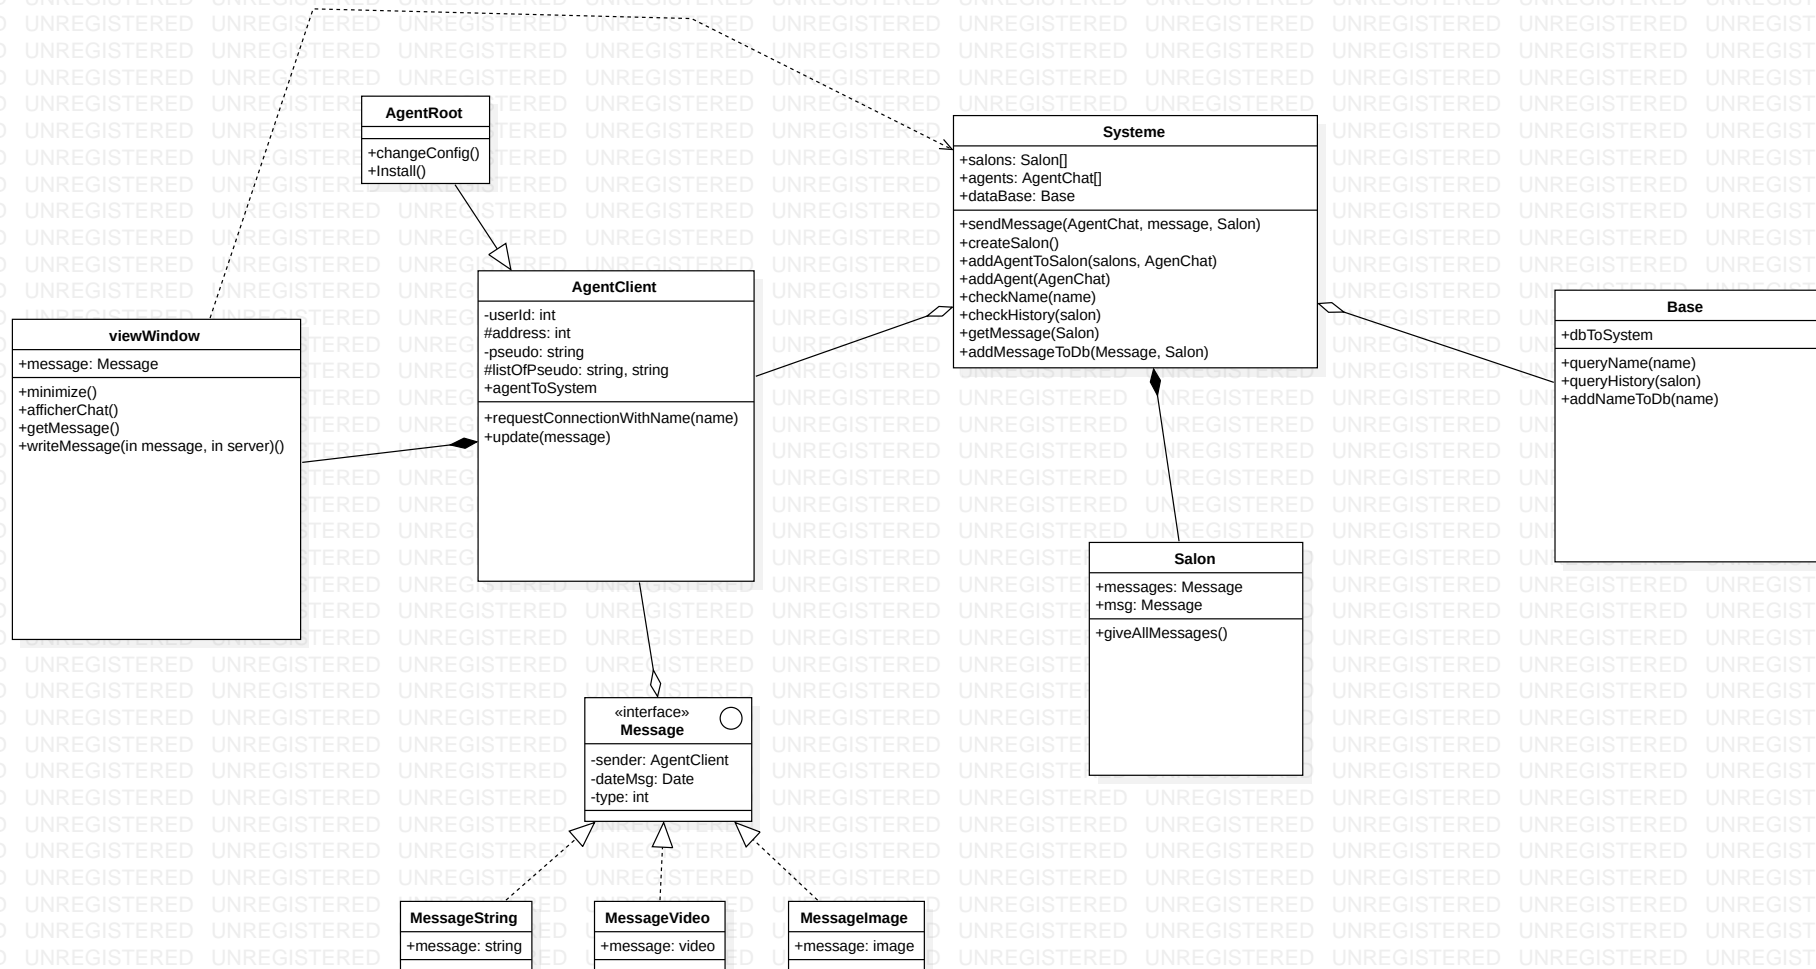 AgentRoot
+changeConfig()
+Install()
Systeme
+salons: Salon[]
+agents: AgentChat[]
+dataBase: Base
+sendMessage(AgentChat, message, Salon)
+createSalon()
+addAgentToSalon(salons, AgenChat)
+addAgent(AgenChat)
+checkName(name)
+checkHistory(salon)
+getMessage(Salon)
+addMessageToDb(Message, Salon)
AgentClient
-userId: int
#address: int
-pseudo: string
#listOfPseudo: string, string
+agentToSystem
+requestConnectionWithName(name)
+update(message)
viewWindow
+message: Message
+minimize()
+afficherChat()
+getMessage()
+writeMessage(in message, in server)()
Base
+dbToSystem
+queryName(name)
+queryHistory(salon)
+addNameToDb(name)
Salon
+messages: Message
+msg: Message
+giveAllMessages()
«interface»
Message
-sender: AgentClient
-dateMsg: Date
-type: int
MessageString
+message: string
MessageVideo
+message: video
MessageImage
+message: image
UNREGISTERED